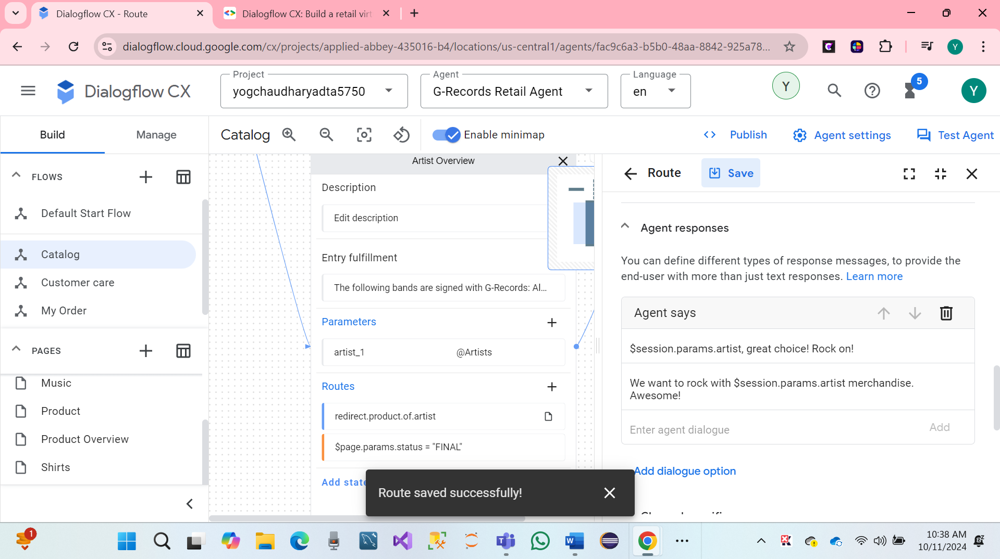 Dialogflow CX - Route
Dialogflow CX: Build a retail virt
dialogflow.cloud.google.com/cx/projects/applied-abbey-435016-b4/locations/us-central1/agents/fac9c6a3-b5b0-48aa-8842-925a78...
Y
Dialogflow CX
Project
yogchaudharyadta5750
Agent
G-Records Retail Agent
Language
en
Y
5
Y
Build
Manage
Catalog
Enable minimap
Publish
Agent settings
Test Agent
FLOWS
Default Start Flow
Catalog
Customer care
My Order
PAGES
Music
Product
Product Overview
Shirts
Artist Overview
Description
Edit description
Entry fulfillment
The following bands are signed with G-Records: Al...
Parameters
artist_1
@Artists
Routes
redirect.product.of.artist
$page.params.status = "FINAL"
Add state
Route saved successfully!
Route
Save
Agent responses
You can define different types of response messages, to provide the
end-user with more than just text responses. Learn more
Agent says
$session.params.artist, great choice! Rock on!
We want to rock with $session.params.artist merchandise.
Awesome!
Enter agent dialogue
Add
Add dialogue option
1
10:38 AM
10/11/2024